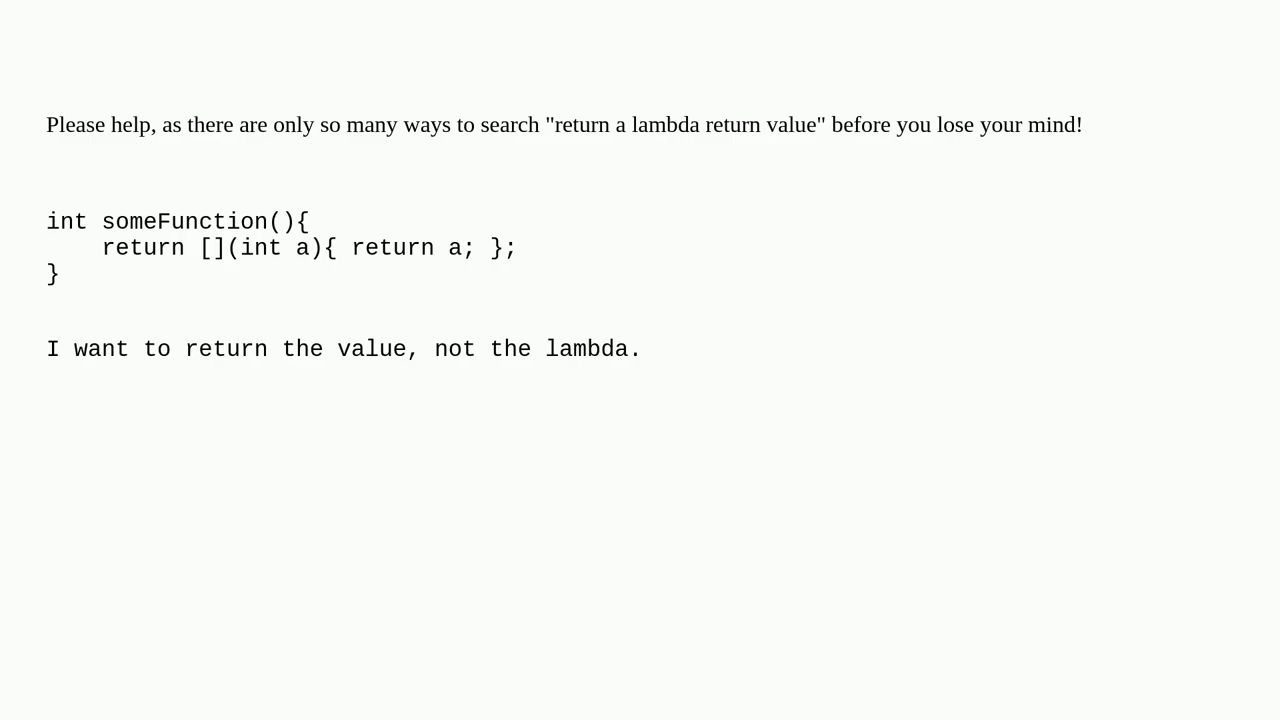 Please help, as there are only so many ways to search "return a lambda return value" before you lose your mind!
int someFunction(){
    return [](int a){ return a; };
}
I want to return the value, not the lambda.